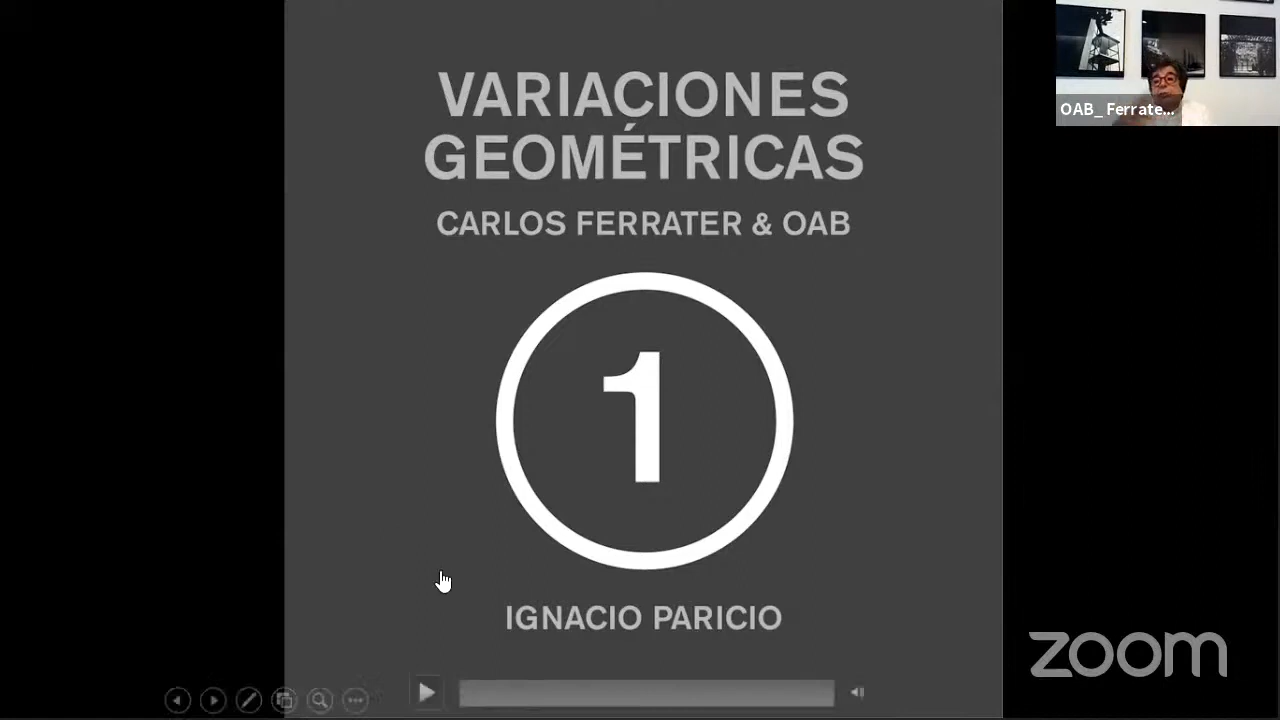 VARIACIONES
GEOMÉTRICAS
CARLOS FERRATER & OAB
1
IGNACIO PARICIO
OAB_ Ferrate...
zoom